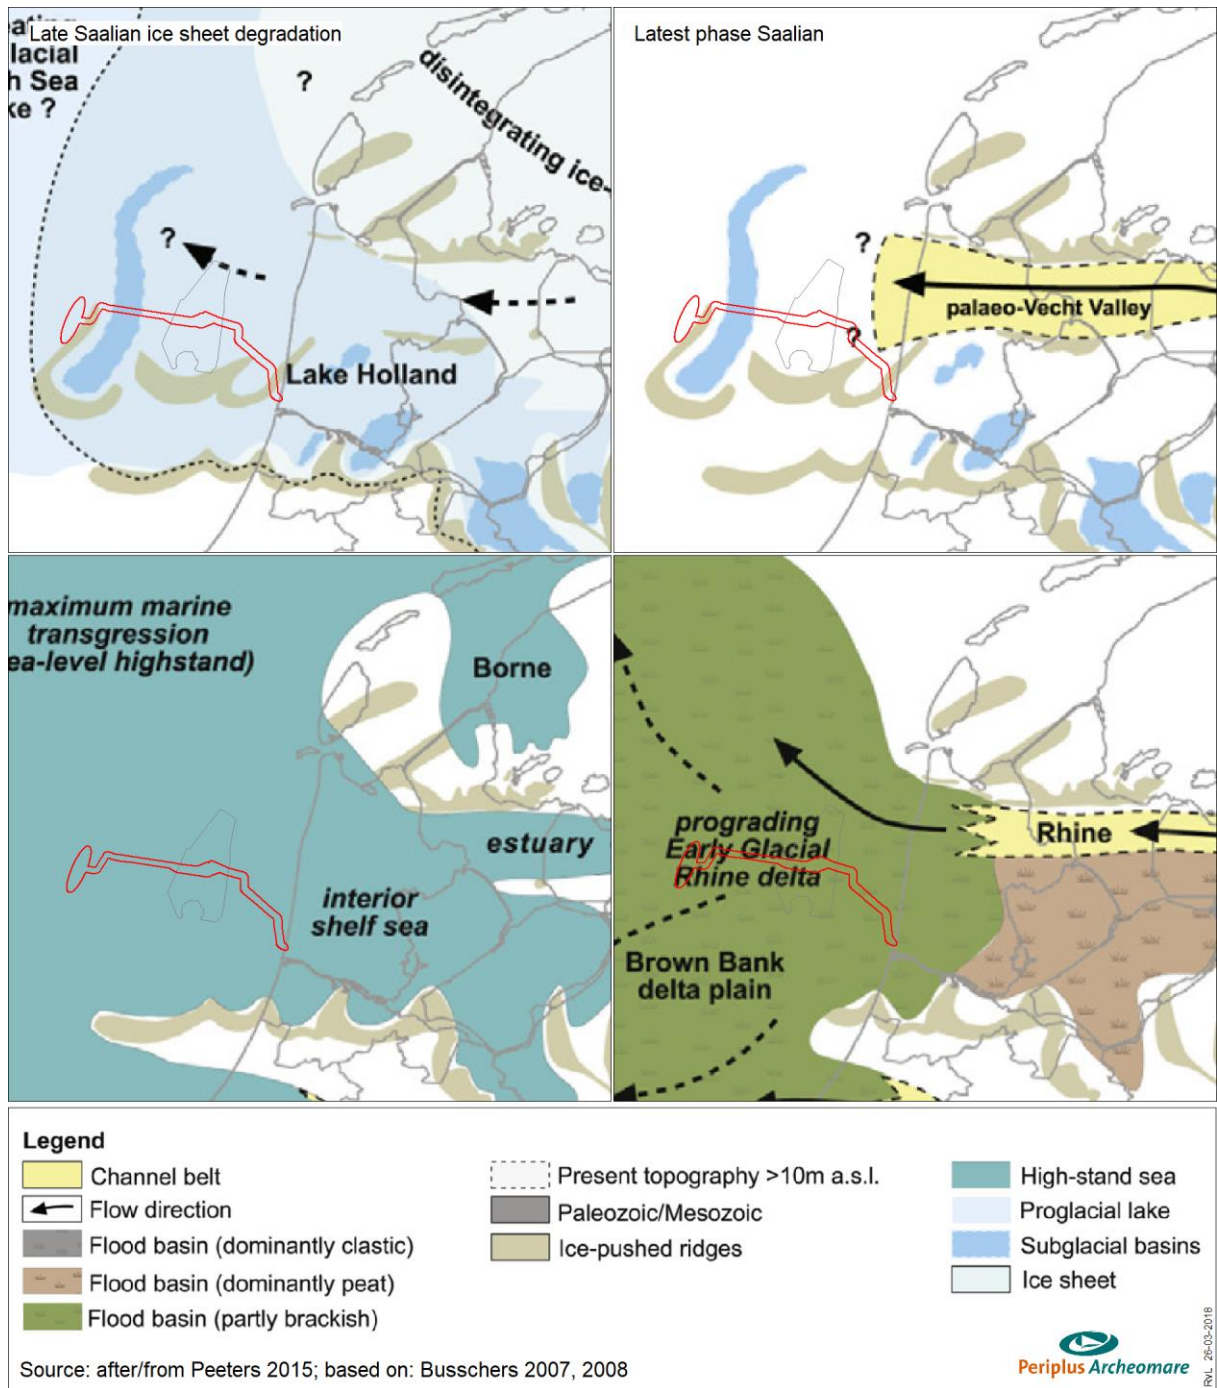 Late Saalian ice sheet degradation
lacial
h Sea
ke ?
?
disintegrating ice-
?
Lake Holland
Latest phase Saalian
?
palaeo-Vecht Valley
?
maximum marine
transgression
ea-level highstand)
Borne
estuary
interior
shelf sea
prograding
Early Glacial
Rhine delta
Rhine
Brown Bank
delta plain
Legend
Channel belt
Flow direction
Flood basin (dominantly clastic)
Flood basin (dominantly peat)
Flood basin (partly brackish)
Present topography >10m a.s.l.
Paleozoic/Mesozoic
Ice-pushed ridges
High-stand sea
Proglacial lake
Subglacial basins
Ice sheet
Source: after/from Peeters 2015; based on: Busschers 2007, 2008
Periplus Archeomare
RvL 26-03-2018